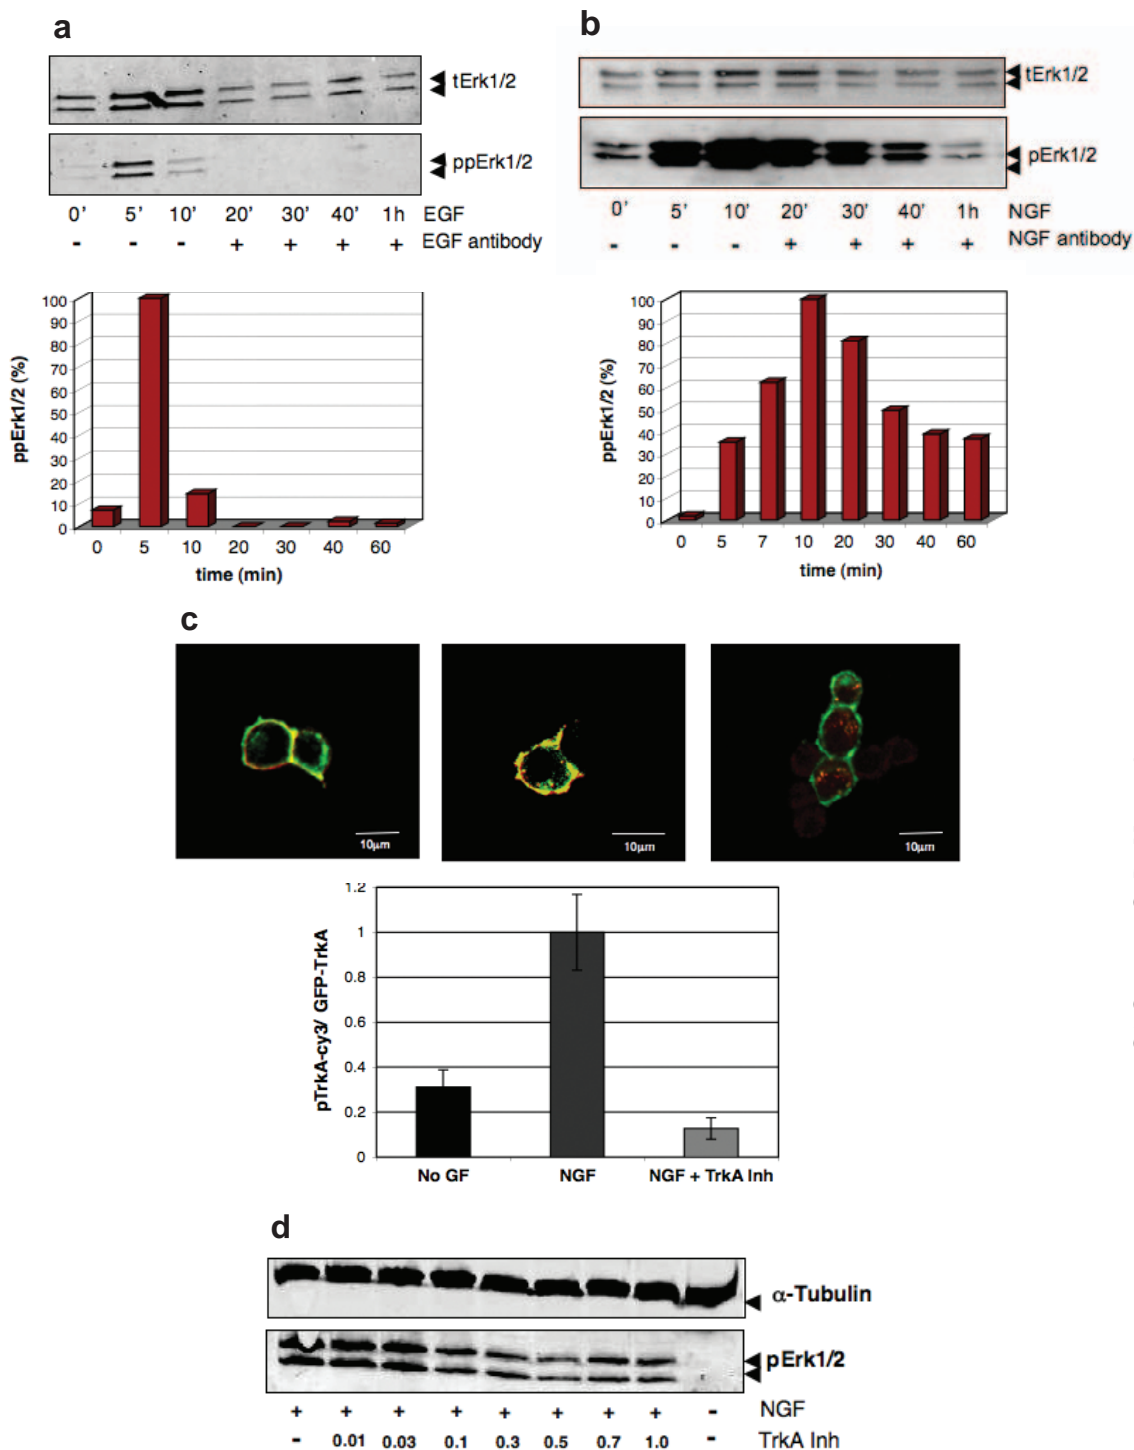 a
tErk1/2
ppErk1/2
0' 5' 10' 20' 30' 40' 1h EGF
- - - + + + + EGF antibody
100
90
80
70
60
50
40
30
20
10
0
ppErk1/2 (%)
0 5 10 20 30 40 60
time (min)
b
tErk1/2
pErk1/2
0' 5' 10' 20' 30' 40' 1h NGF
- - - + + + + NGF antibody
100
90
80
70
60
50
40
30
20
10
0
ppErk1/2 (%)
0 5 7 10 20 30 40 60
time (min)
c
10μm 10μm 10μm
1.2
1
0.8
0.6
0.4
0.2
0
pTrkA-cy3/ GFP-TrkA
No GF NGF NGF + TrkA Inh
d
α-Tubulin
pErk1/2
+ + + + + + + + - NGF
- 0.01 0.03 0.1 0.3 0.5 0.7 1.0 - TrkA Inh